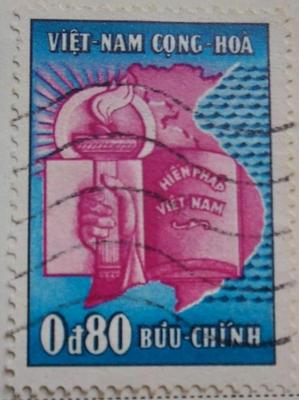 VIỆT-NAM CỘNG-HOÀ
HIẾN PHÁP
VIỆT NAM
0đ80 BƯU-CHÍNH